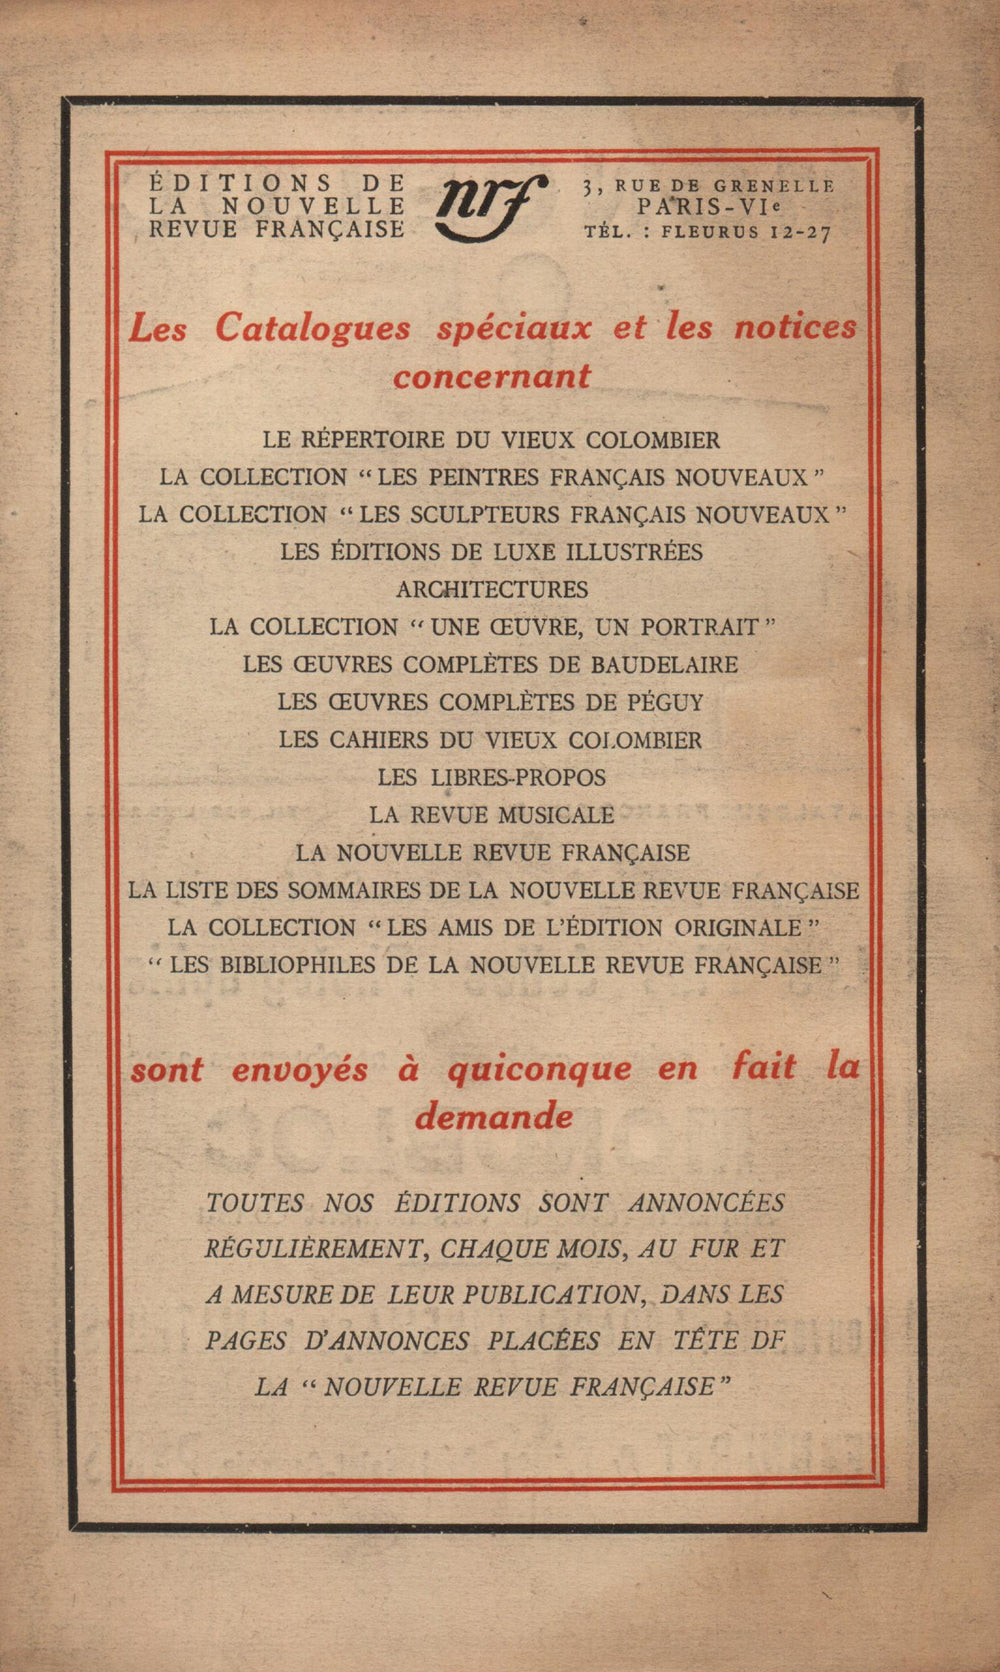 ÉDITIONS DE
LA NOUVELLE
REVUE FRANÇAISE
nrf
3, RUE DE GRENELLE
PARIS-VIe
TÉL. : FLEURUS 12-27
Les Catalogues spéciaux et les notices
concernant
LE RÉPERTOIRE DU VIEUX COLOMBIER
LA COLLECTION “ LES PEINTRES FRANÇAIS NOUVEAUX ”
LA COLLECTION “ LES SCULPTEURS FRANÇAIS NOUVEAUX ”
LES ÉDITIONS DE LUXE ILLUSTRÉES
ARCHITECTURES
LA COLLECTION “ UNE ŒUVRE, UN PORTRAIT ”
LES ŒUVRES COMPLÈTES DE BAUDELAIRE
LES ŒUVRES COMPLÈTES DE PÉGUY
LES CAHIERS DU VIEUX COLOMBIER
LES LIBRES-PROPOS
LA REVUE MUSICALE
LA NOUVELLE REVUE FRANÇAISE
LA LISTE DES SOMMAIRES DE LA NOUVELLE REVUE FRANÇAISE
LA COLLECTION “ LES AMIS DE L’ÉDITION ORIGINALE ”
“ LES BIBLIOPHILES DE LA NOUVELLE REVUE FRANÇAISE ”
sont envoyés à quiconque en fait la
demande
TOUTES NOS ÉDITIONS SONT ANNONCÉES
RÉGULIÈREMENT, CHAQUE MOIS, AU FUR ET
A MESURE DE LEUR PUBLICATION, DANS LES
PAGES D’ANNONCES PLACÉES EN TÊTE DE
LA “ NOUVELLE REVUE FRANÇAISE ”